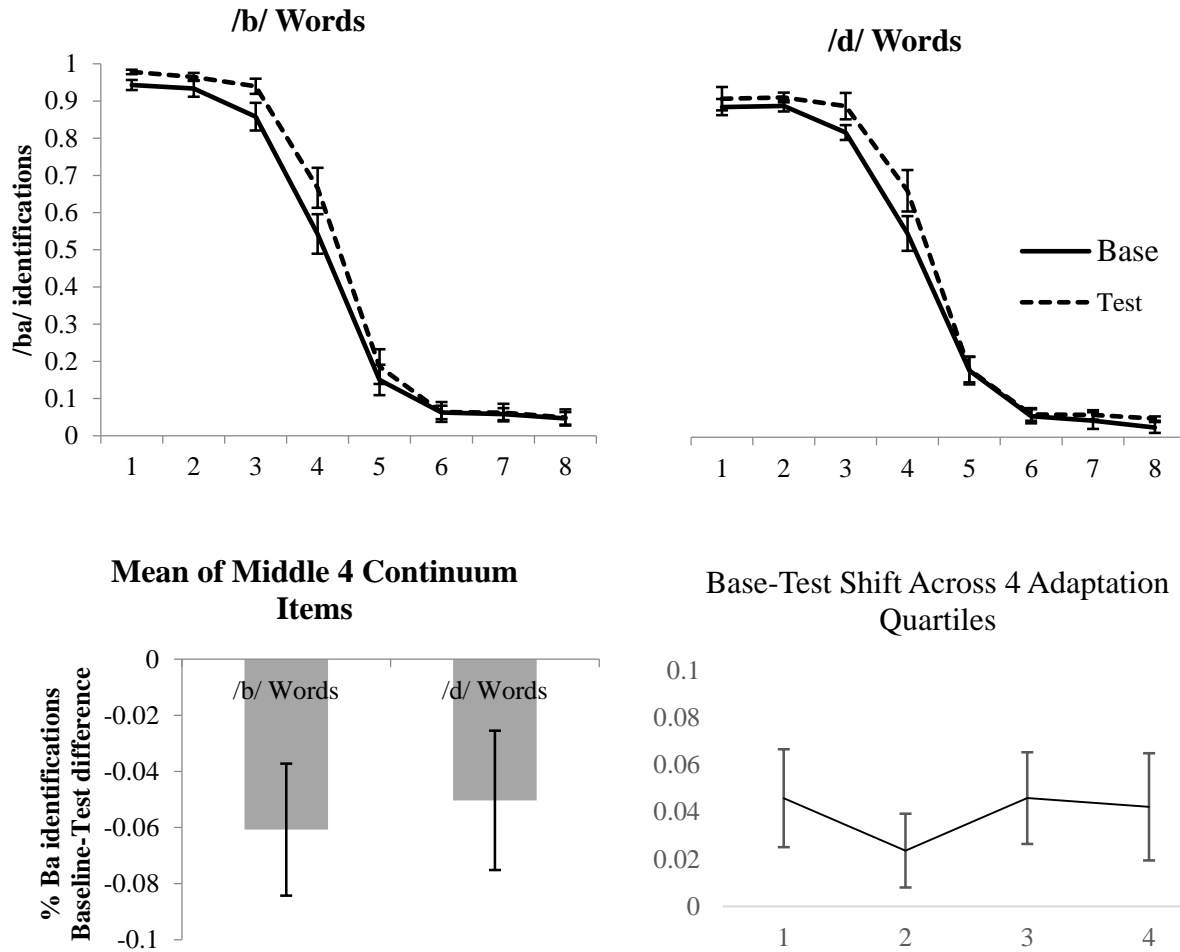 /b/ Words
/ba/ identifications
1
0.9
0.8
0.7
0.6
0.5
0.4
0.3
0.2
0.1
0
1 2 3 4 5 6 7 8
/d/ Words
Base
Test
1 2 3 4 5 6 7 8
Mean of Middle 4 Continuum
Items
% Ba identifications
Baseline-Test difference
0
-0.02
-0.04
-0.06
-0.08
-0.1
/b/ Words /d/ Words
Base-Test Shift Across 4 Adaptation
Quartiles
0.1
0.08
0.06
0.04
0.02
0
1 2 3 4